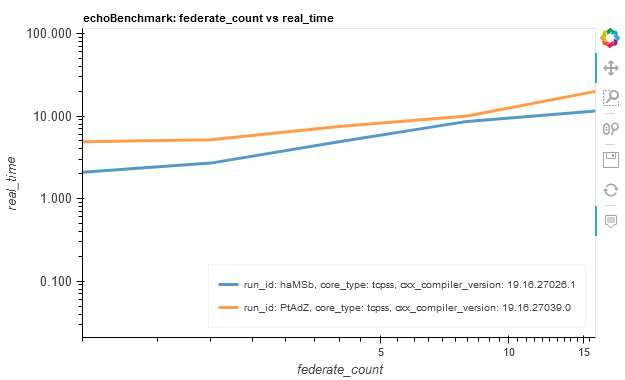 echoBenchmark: federate_count vs real_time
100.000
10.000
1.000
0.100
real_time
run_id: haMSb, core_type: tcpss, cxx_compiler_version: 19.16.27026.1
run_id: PtAdZ, core_type: tcpss, cxx_compiler_version: 19.16.27039.0
5
10
15
federate_count